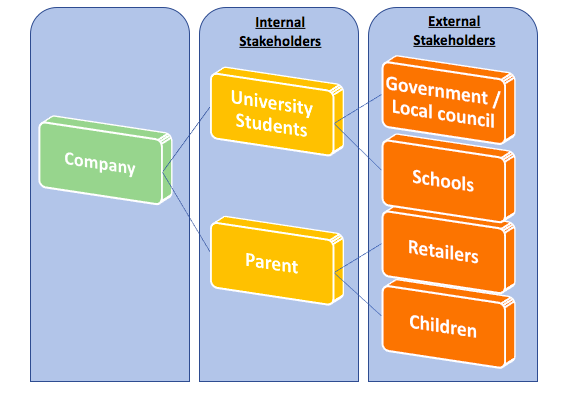 Internal
Stakeholders
External
Stakeholders
Company
University
Students
Parent
Government /
Local council
Schools
Retailers
Children